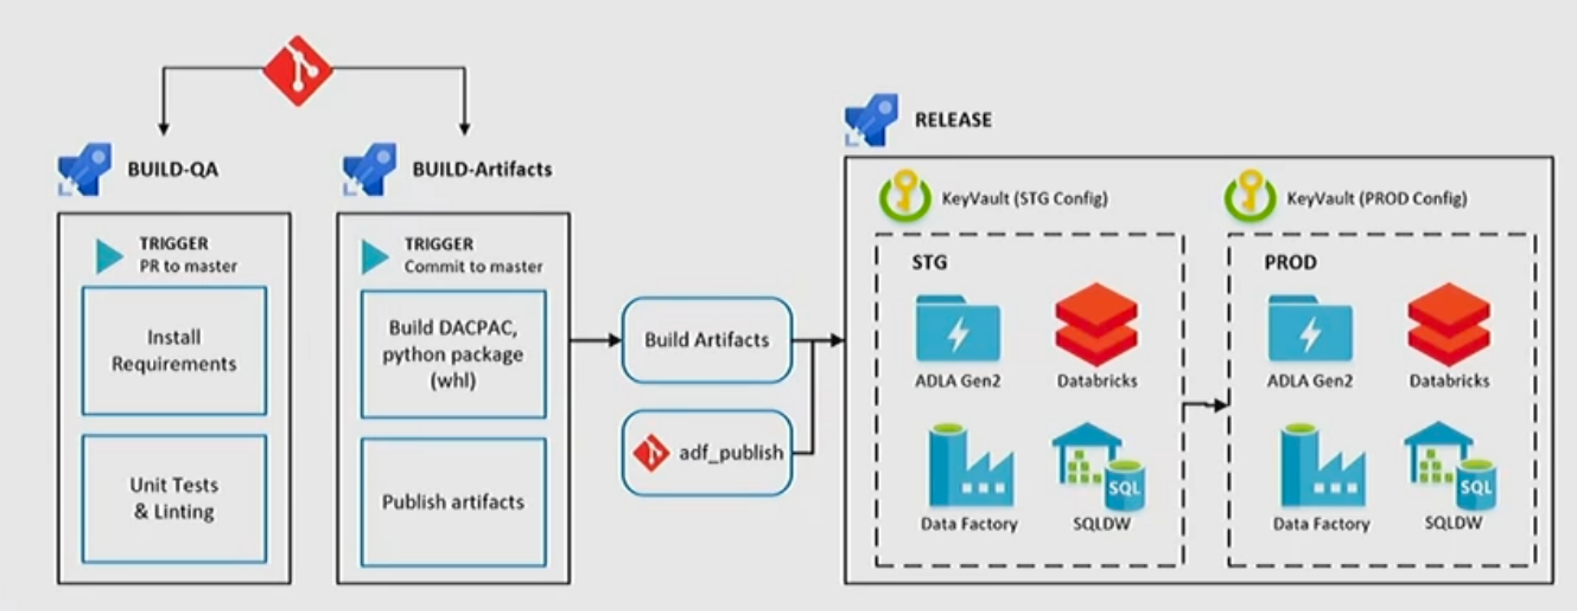 BUILD-QA
TRIGGER
PR to master
Install
Requirements
Unit Tests
& Linting
BUILD-Artifacts
TRIGGER
Commit to master
Build DACPAC,
python package
(whl)
Publish artifacts
Build Artifacts
adf_publish
RELEASE
KeyVault (STG Config)
STG
ADLA Gen2
Databricks
Data Factory
SQL
SQLDW
KeyVault (PROD Config)
PROD
ADLA Gen2
Databricks
Data Factory
SQL
SQLDW